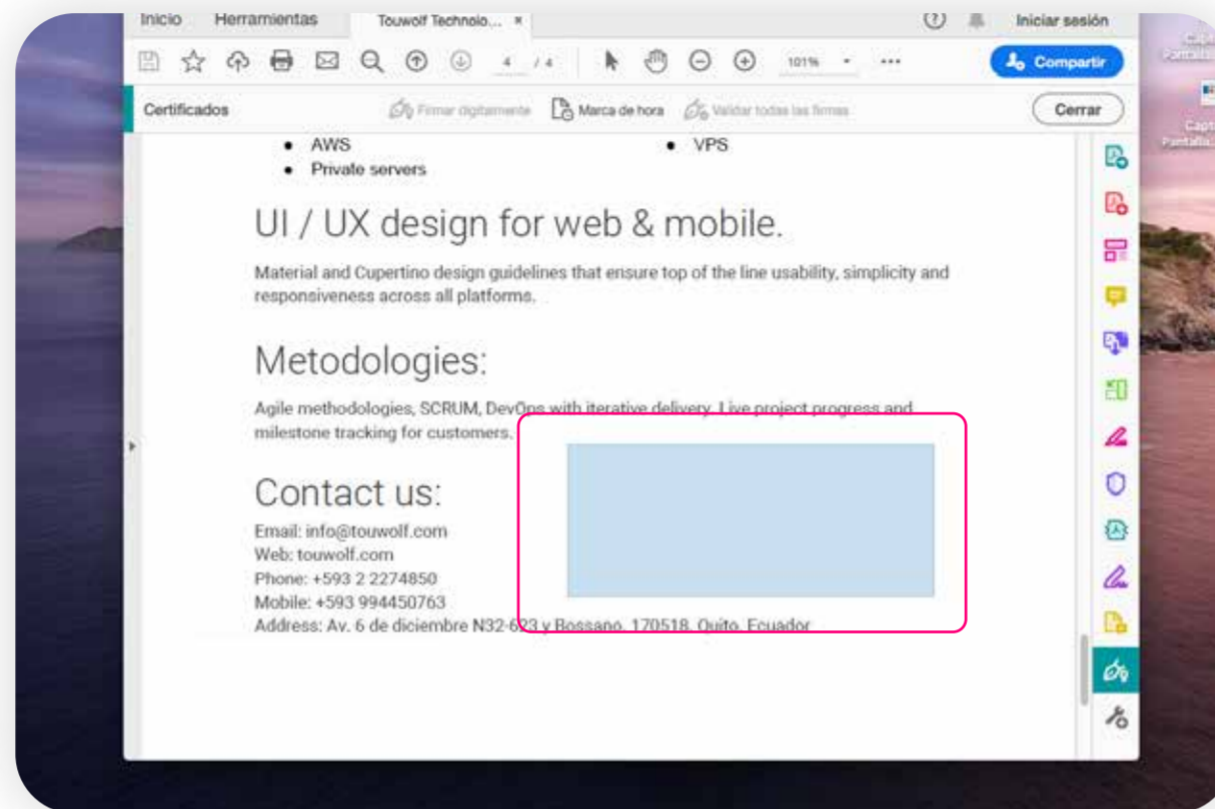 Inicio Herramientas Touwolf Technolo... × Iniciar sesión
4 / 4 101% Compartir
Certificados Firmar digitalmente Marca de hora Validar todas las firmas Cerrar
• AWS • VPS
• Private servers
UI / UX design for web & mobile.
Material and Cupertino design guidelines that ensure top of the line usability, simplicity and
responsiveness across all platforms.
Metodologies:
Agile methodologies, SCRUM, DevOps with iterative delivery. Live project progress and
milestone tracking for customers.
Contact us:
Email: info@touwolf.com
Web: touwolf.com
Phone: +593 2 2274850
Mobile: +593 994450763
Address: Av. 6 de diciembre N32-623 y Bossano, 170518, Quito, Ecuador